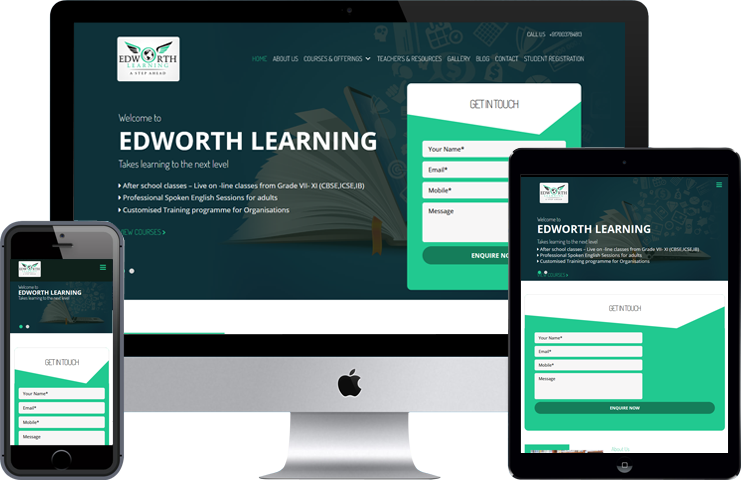 CALL US
EDWORTH
LEARNING
A STEP AHEAD
HOME ABOUT US COURSES & OFFERINGS TEACHER'S & RESOURCES GALLERY BLOG CONTACT STUDENT REGISTRATION
Welcome to
EDWORTH LEARNING
Takes learning to the next level
After school classes – Live on -line classes from Grade VII- XI (CBSE,ICSE,IB)
Professional Spoken English Sessions for adults
Customised Training programme for Organisations
VIEW COURSES >
GET IN TOUCH
Your Name*
Email*
Mobile*
Message
ENQUIRE NOW
EDWORTH
Welcome to
EDWORTH LEARNING
Takes learning to the next level
GET IN TOUCH
Your Name*
Email*
Mobile*
Message
EDWORTH
Welcome to
EDWORTH LEARNING
Takes learning to the next level
After school classes – Live on -line classes from Grade VII- XI (CBSE,ICSE,IB)
Professional Spoken English Sessions for adults
Customised Training programme for Organisations
VIEW COURSES >
GET IN TOUCH
Your Name*
Email*
Mobile*
Message
ENQUIRE NOW